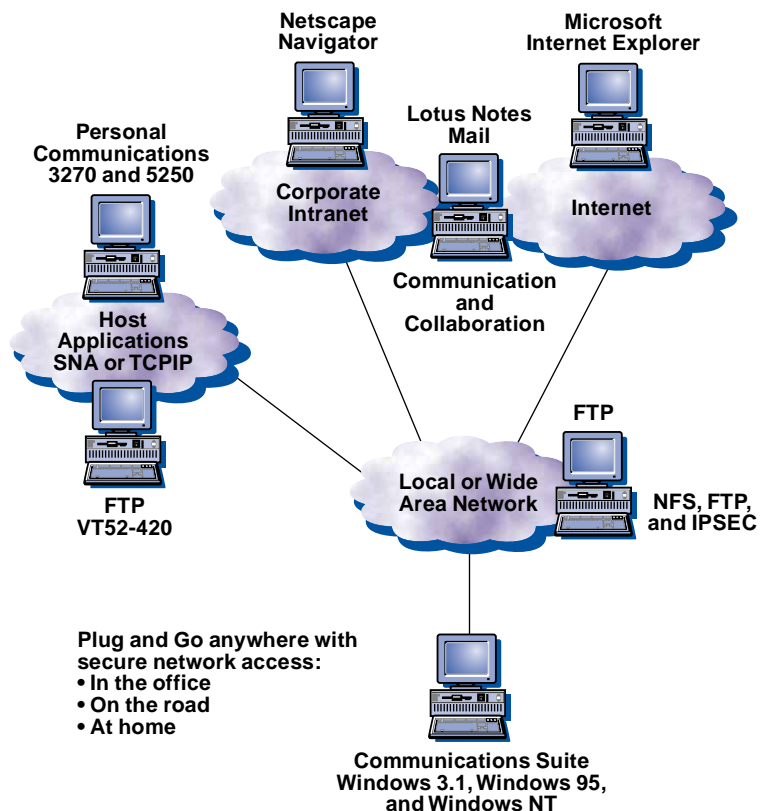 Netscape
Navigator
Microsoft
Internet Explorer
Lotus Notes
Mail
Personal
Communications
3270 and 5250
Corporate
Intranet
Internet
Communication
and
Collaboration
Host
Applications
SNA or TCPIP
FTP
VT52-420
FTP
Local or Wide
Area Network
NFS, FTP,
and IPSEC
Plug and Go anywhere with
secure network access:
• In the office
• On the road
• At home
Communications Suite
Windows 3.1, Windows 95,
and Windows NT